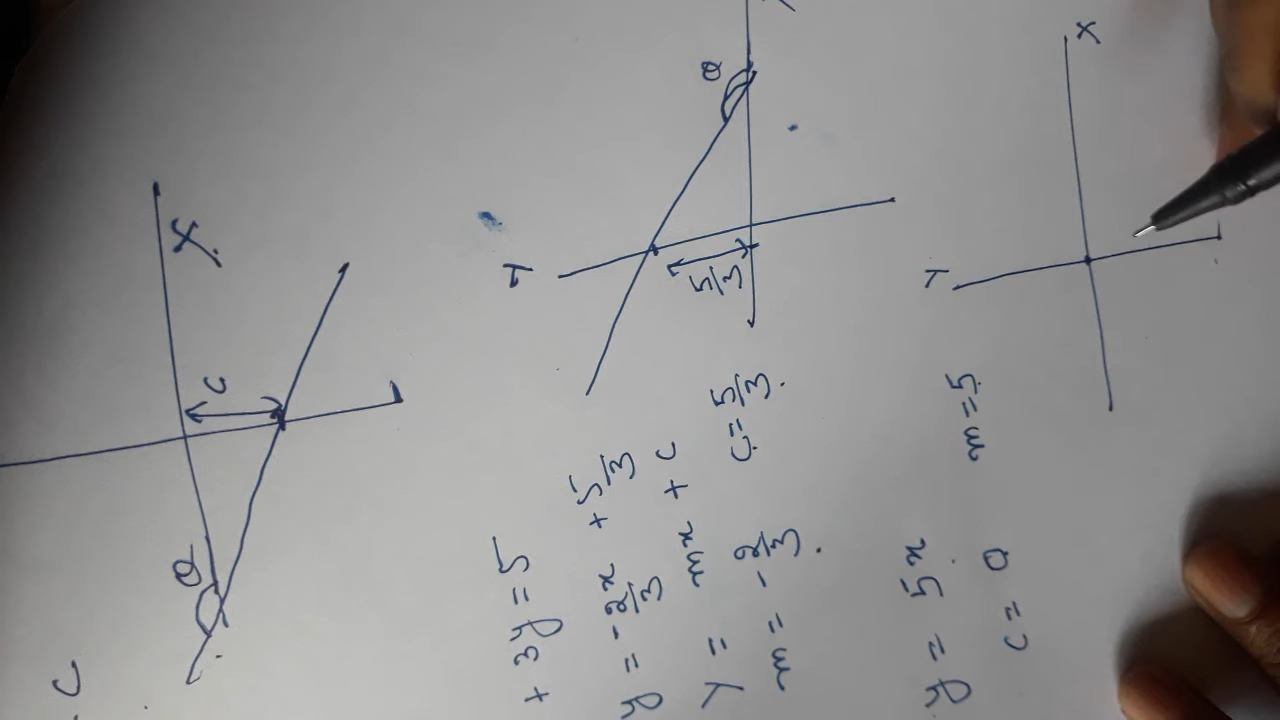 C
X
C
θ
+ 3y = 5
y = -2x/3 + 5/3
Y = mx + C
m = -2/3. C = 5/3.
Y
θ
5/3
y = 5x m = 5
C = 0
Y
X